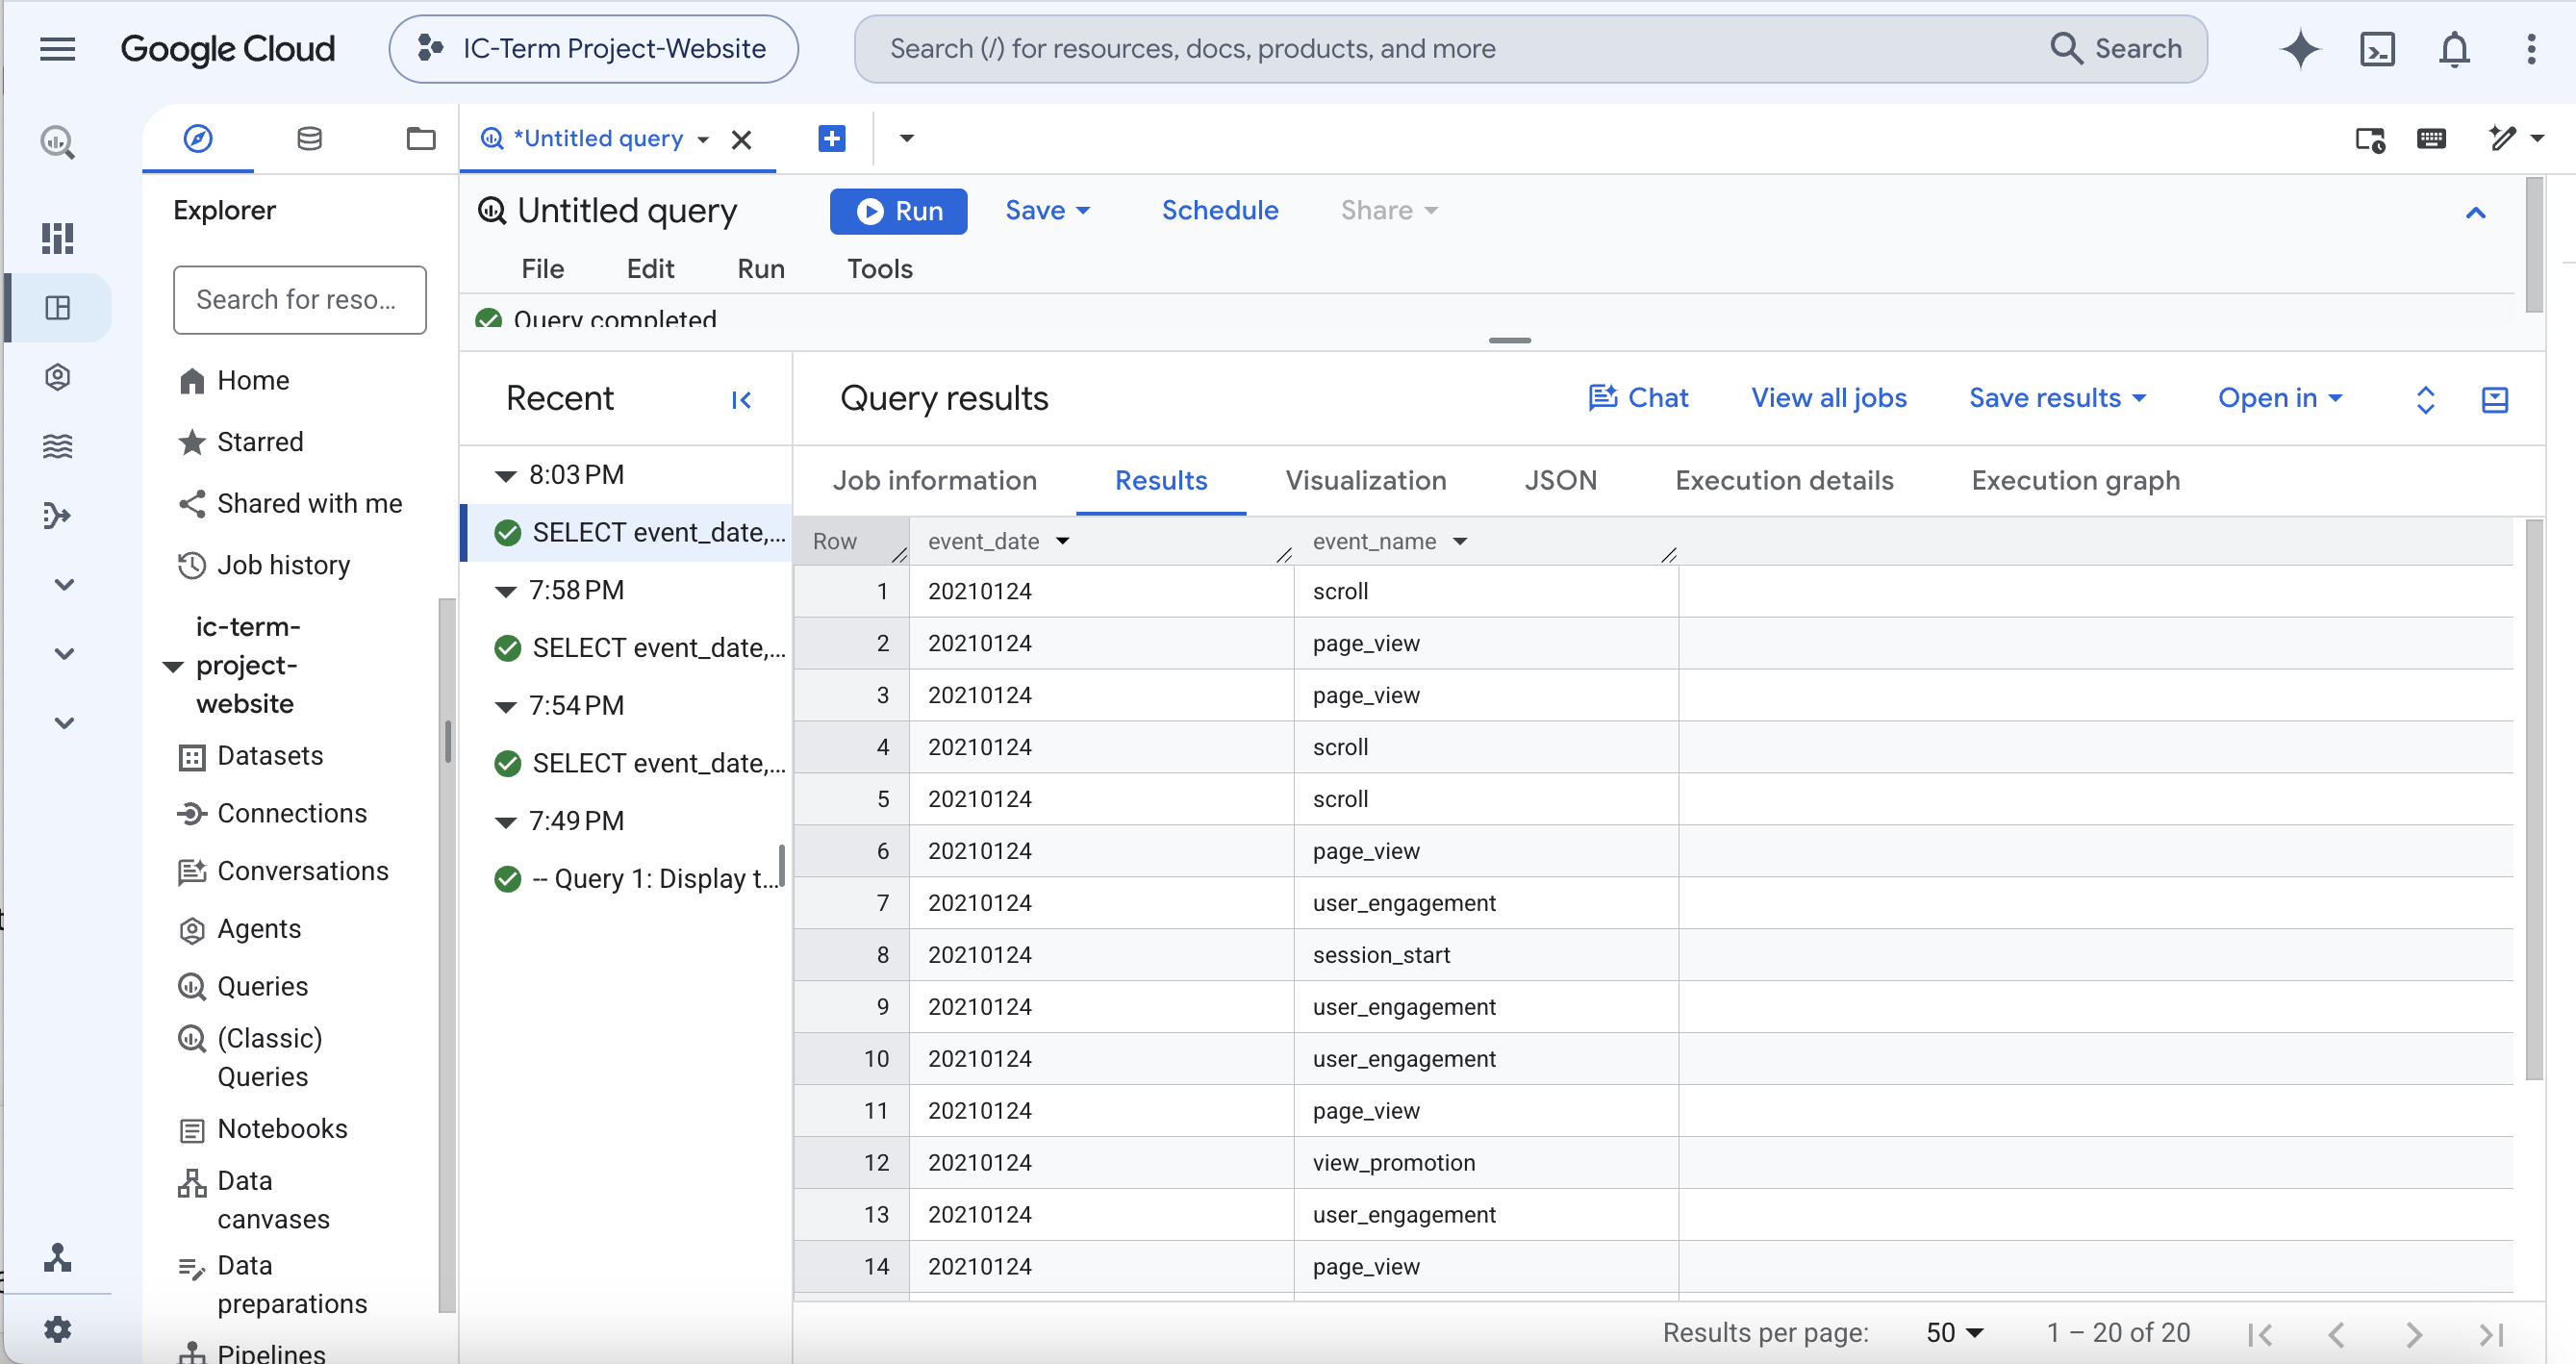 Google Cloud
IC-Term Project-Website
Search (/) for resources, docs, products, and more
Search
*Untitled query
Explorer
Search for reso...
Home
Starred
Shared with me
Job history
ic-term-
project-
website
Datasets
Connections
Conversations
Agents
Queries
(Classic)
Queries
Notebooks
Data
canvases
Data
preparations
Pipelines
Untitled query
Run
Save
Schedule
Share
File Edit Run Tools
Query completed
Recent
8:03 PM
SELECT event_date,...
7:58 PM
SELECT event_date,...
7:54 PM
SELECT event_date,...
7:49 PM
-- Query 1: Display t...
Query results
Chat
View all jobs
Save results
Open in
Job information Results Visualization JSON Execution details Execution graph
Row event_date event_name
1 20210124 scroll
2 20210124 page_view
3 20210124 page_view
4 20210124 scroll
5 20210124 scroll
6 20210124 page_view
7 20210124 user_engagement
8 20210124 session_start
9 20210124 user_engagement
10 20210124 user_engagement
11 20210124 page_view
12 20210124 view_promotion
13 20210124 user_engagement
14 20210124 page_view
Results per page: 50 1 – 20 of 20